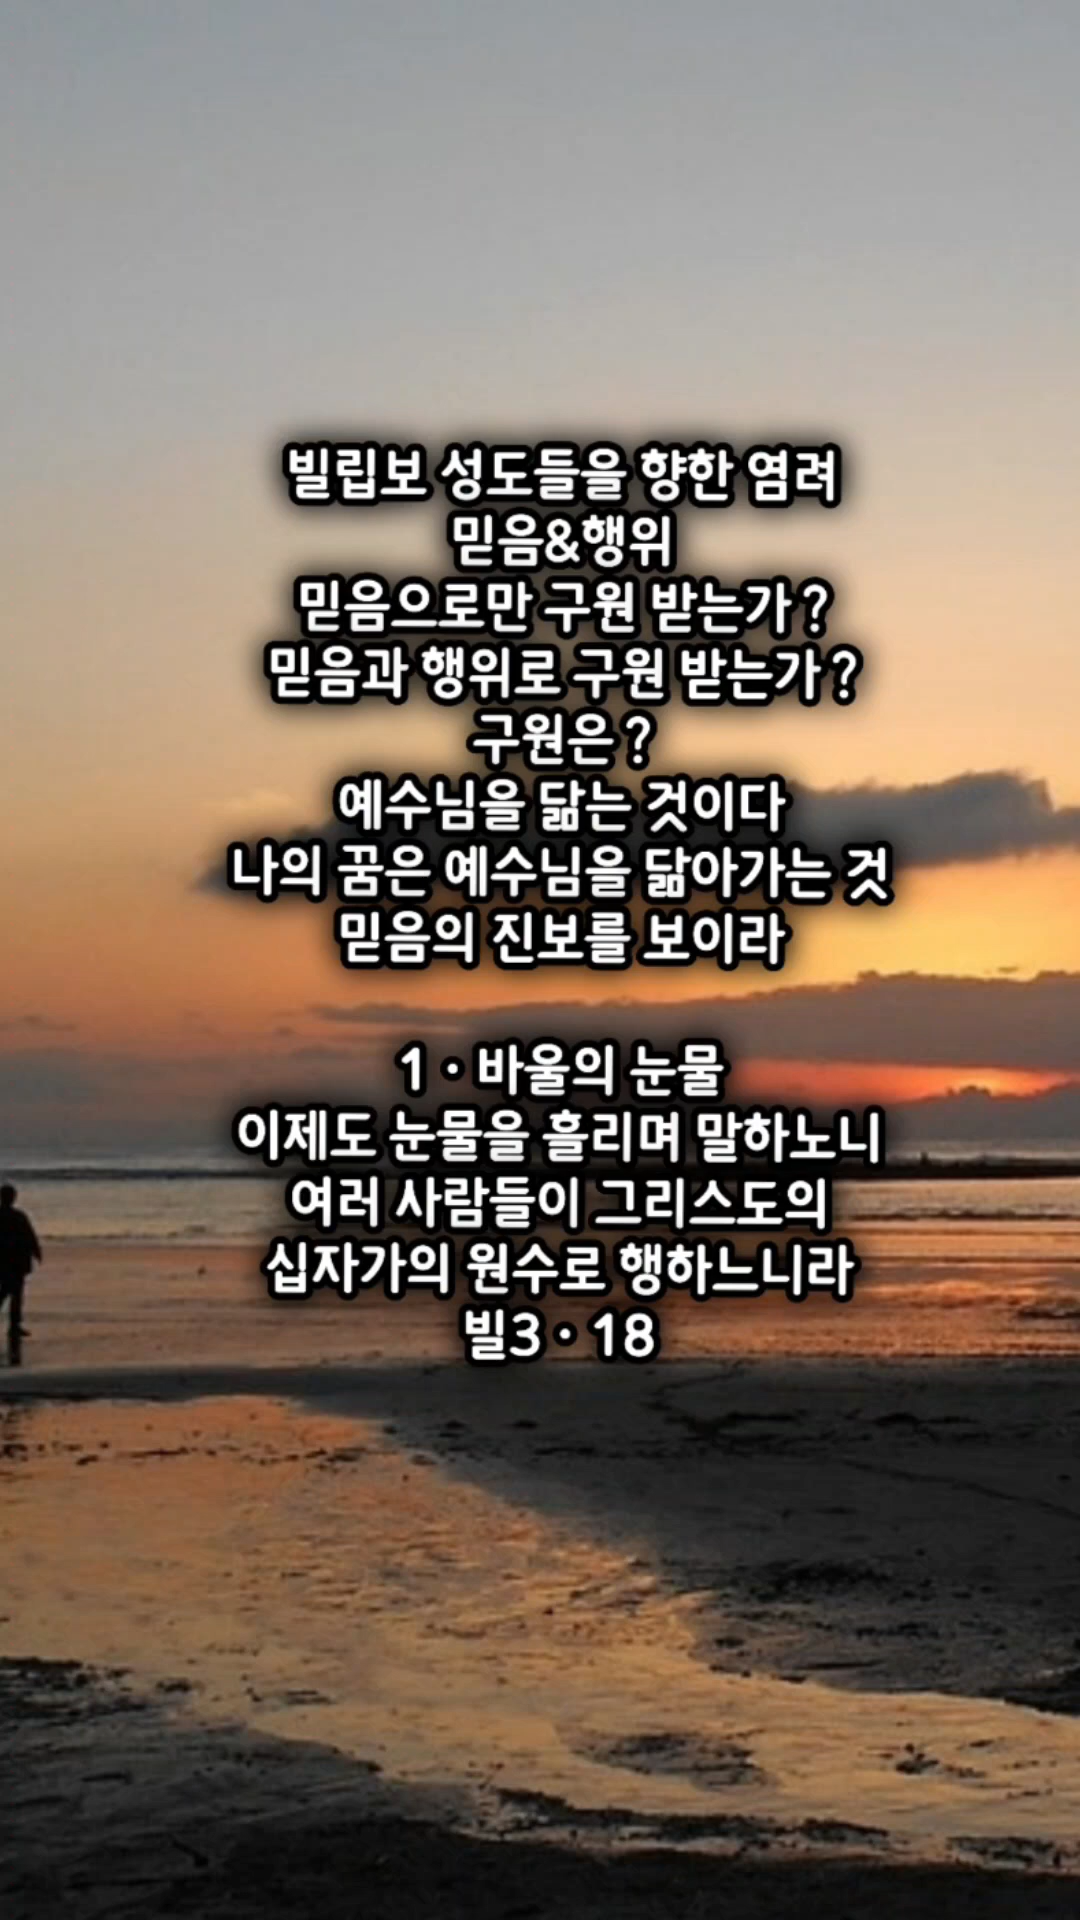 빌립보 성도들을 향한 염려
믿음&행위
믿음으로만 구원 받는가?
믿음과 행위로 구원 받는가?
구원은?
예수님을 닮는 것이다
나의 꿈은 예수님을 닮아가는 것
믿음의 진보를 보이라
1•바울의 눈물
이제도 눈물을 흘리며 말하노니
여러 사람들이 그리스도의
십자가의 원수로 행하느니라
빌3•18